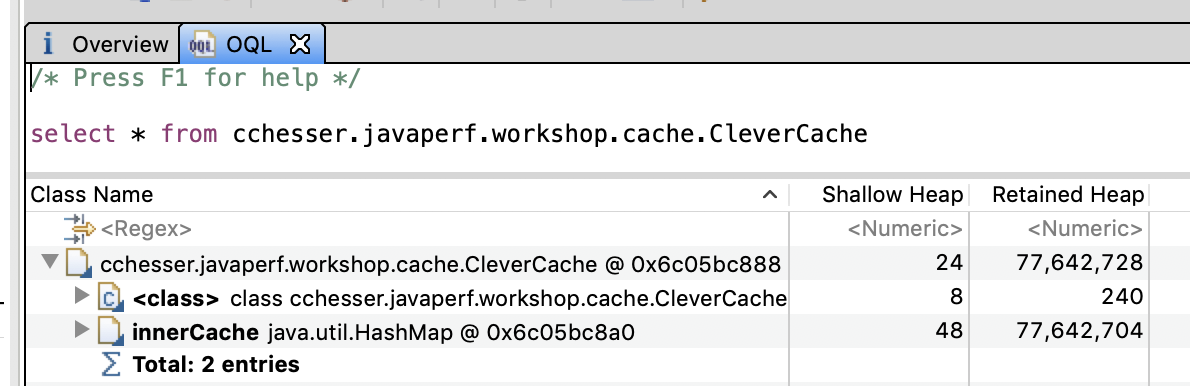 i Overview OQL OQL
/* Press F1 for help */
select * from cchesser.javaperf.workshop.cache.CleverCache
Class Name Shallow Heap Retained Heap
<Regex> <Numeric> <Numeric>
cchesser.javaperf.workshop.cache.CleverCache @ 0x6c05bc888 24 77,642,728
C <class> class cchesser.javaperf.workshop.cache.CleverCache 8 240
innerCache java.util.HashMap @ 0x6c05bc8a0 48 77,642,704
Σ Total: 2 entries